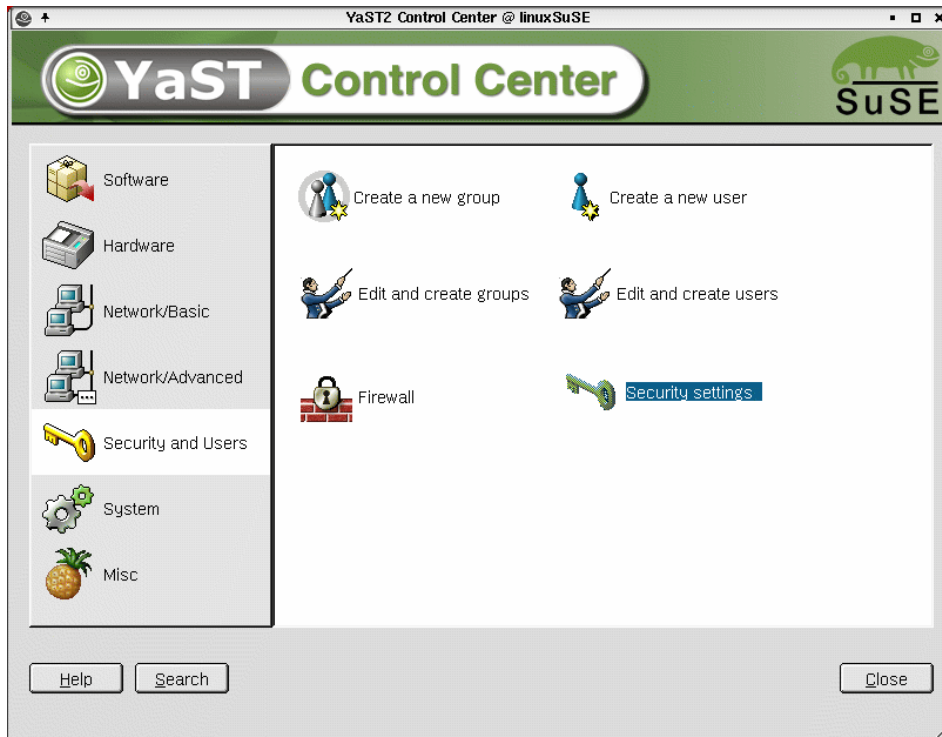 YaST2 Control Center @ linuxSuSE
YaST Control Center
SuSE
Software
Hardware
Network/Basic
Network/Advanced
Security and Users
System
Misc
Create a new group
Create a new user
Edit and create groups
Edit and create users
Firewall
Security settings
Help
Search
Close